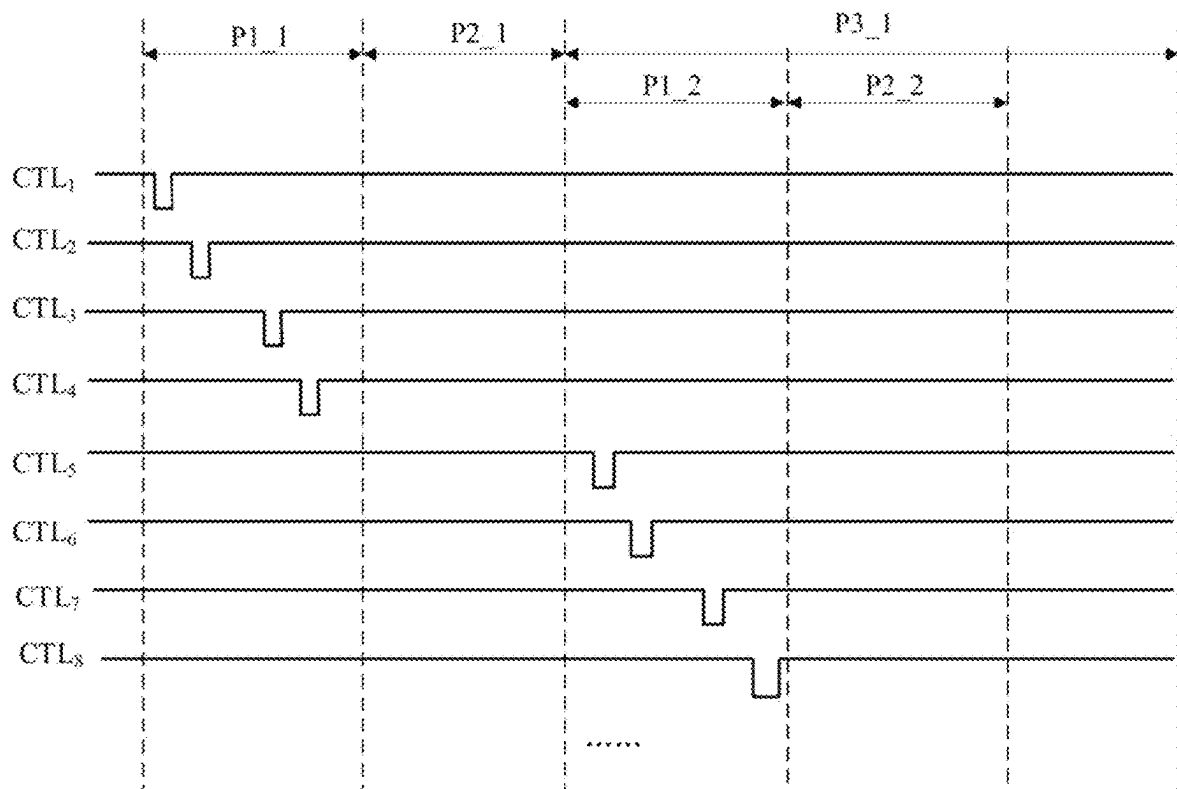 P1_1 P2_1 P3_1
P1_2 P2_2
CTL₁
CTL₂
CTL₃
CTL₄
CTL₅
CTL₆
CTL₇
CTL₈
......